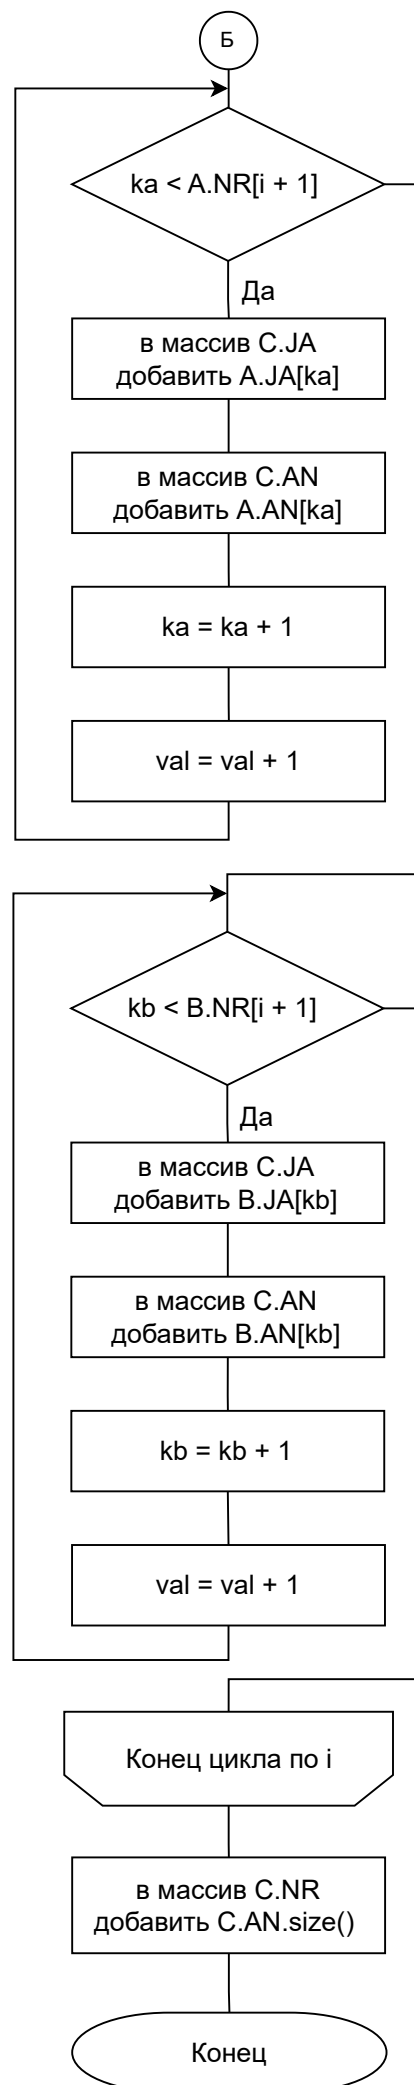 Б
ka < A.NR[i + 1]
Да
в массив C.JA
добавить A.JA[ka]
в массив C.AN
добавить A.AN[ka]
ka = ka + 1
val = val + 1
kb < B.NR[i + 1]
Да
в массив C.JA
добавить B.JA[kb]
в массив C.AN
добавить B.AN[kb]
kb = kb + 1
val = val + 1
Конец цикла по i
в массив C.NR
добавить C.AN.size()
Конец